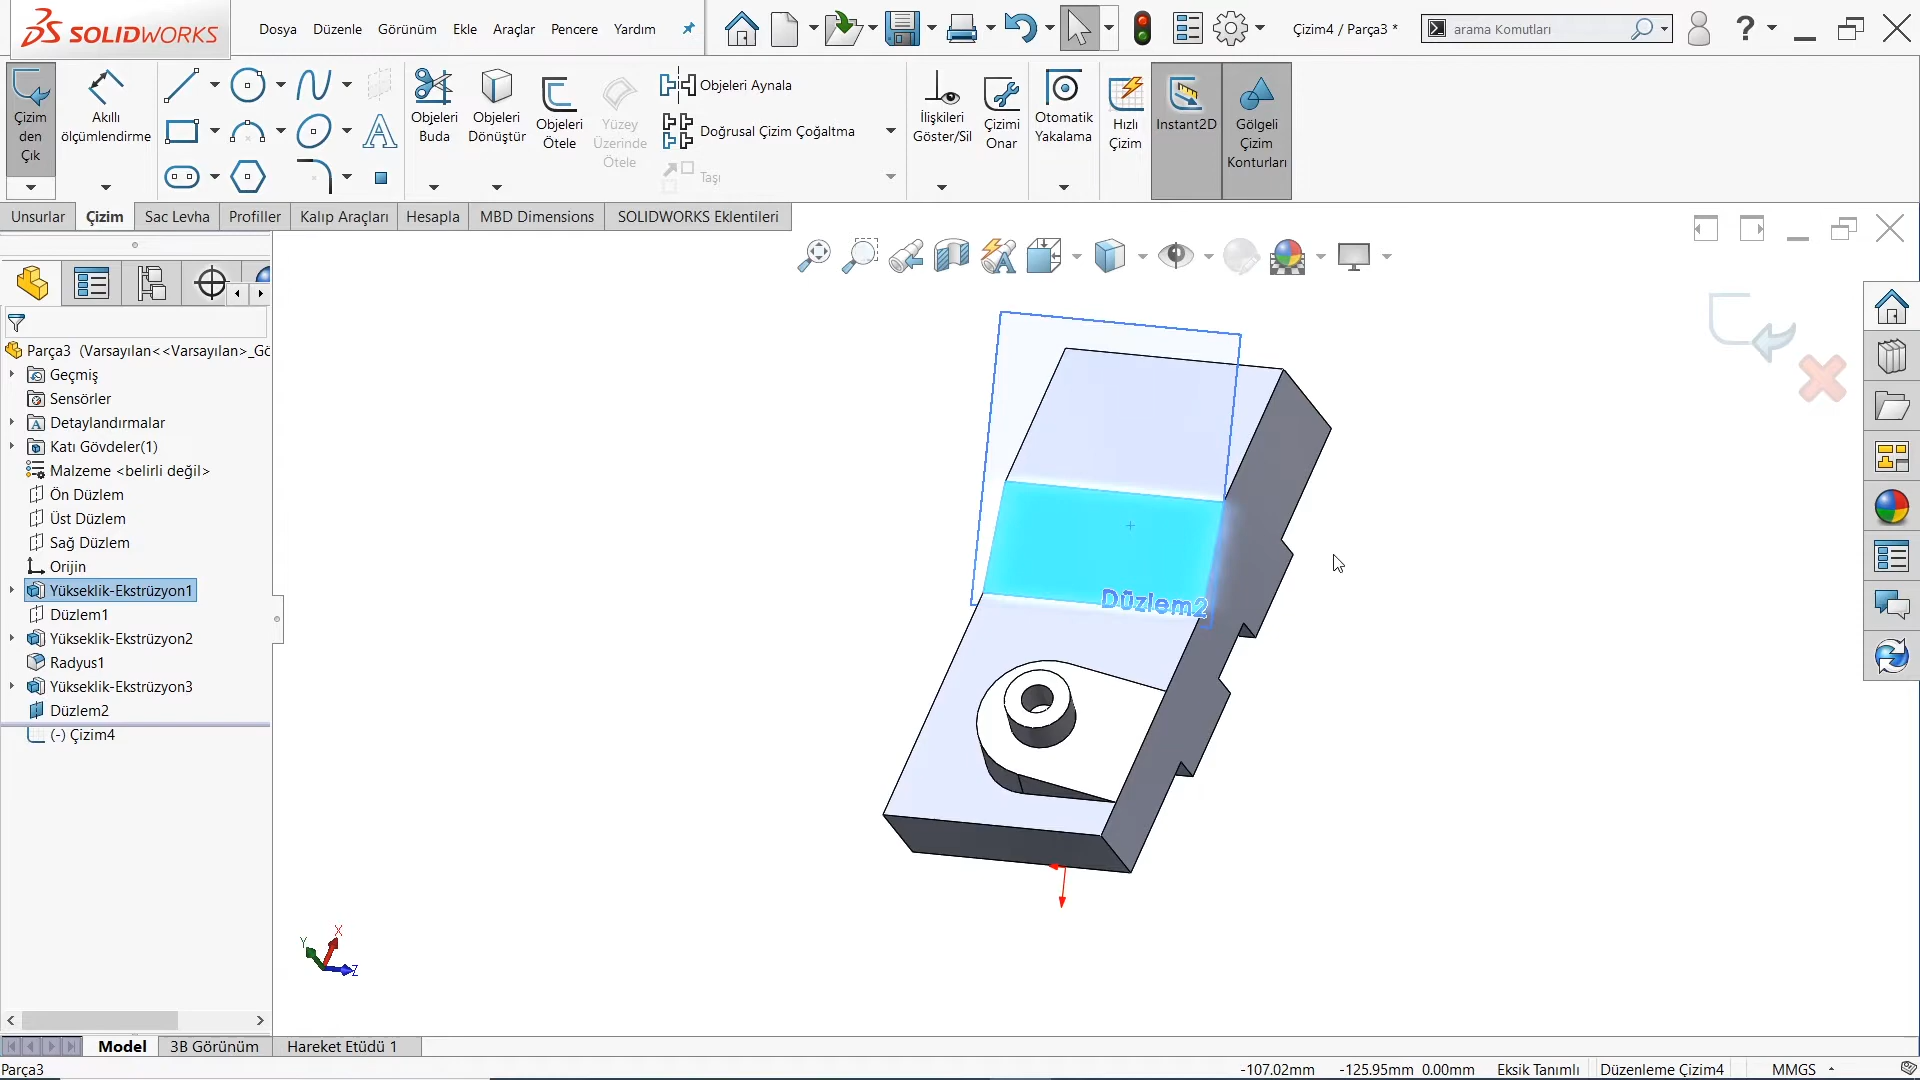 SOLIDWORKS
Dosya Düzenle Görünüm Ekle Araçlar Pencere Yardım
Çizim4 / Parça3 *
arama Komutları
?
Çizim den Çık
Akıllı ölçümlendirme
Objeleri Buda
Objeleri Dönüştür
Objeleri Ötele
Yüzey Üzerinde Ötele
Objeleri Aynala
Doğrusal Çizim Çoğaltma
Taşı
İlişkileri Göster/Sil
Çizimi Onar
Otomatik Yakalama
Hızlı Çizim
Instant2D
Gölgeli Çizim Konturları
Unsurlar Çizim Sac Levha Profiller Kalıp Araçları Hesapla MBD Dimensions SOLIDWORKS Eklentileri
Parça3 (Varsayılan<<Varsayılan>_Gö
Geçmiş
Sensörler
Detaylandırmalar
Katı Gövdeler(1)
Malzeme <belirli değil>
Ön Düzlem
Üst Düzlem
Sağ Düzlem
Orijin
Yükseklik-Ekstrüzyon1
Düzlem1
Yükseklik-Ekstrüzyon2
Radyus1
Yükseklik-Ekstrüzyon3
Düzlem2
(-) Çizim4
Düzlem2
X
Y
Z
Model 3B Görünüm Hareket Etüdü 1
Parça3 -107.02mm -125.95mm 0.00mm Eksik Tanımlı Düzenleme Çizim4 MMGS